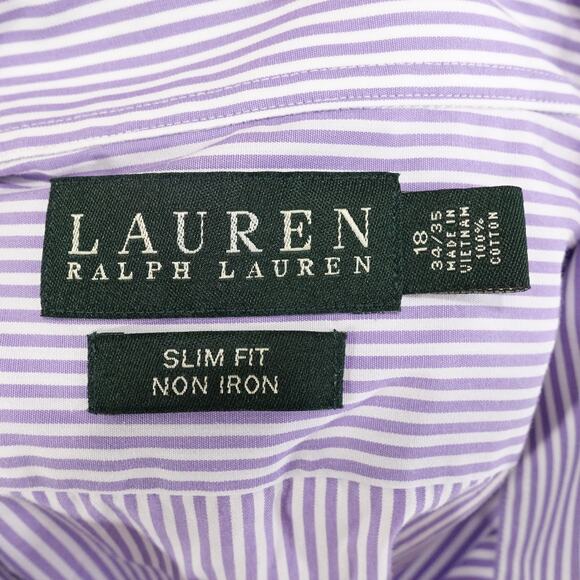 LAUREN
RALPH LAUREN
18
34/35
MADE IN
VIETNAM
100%
COTTON
SLIM FIT
NON IRON